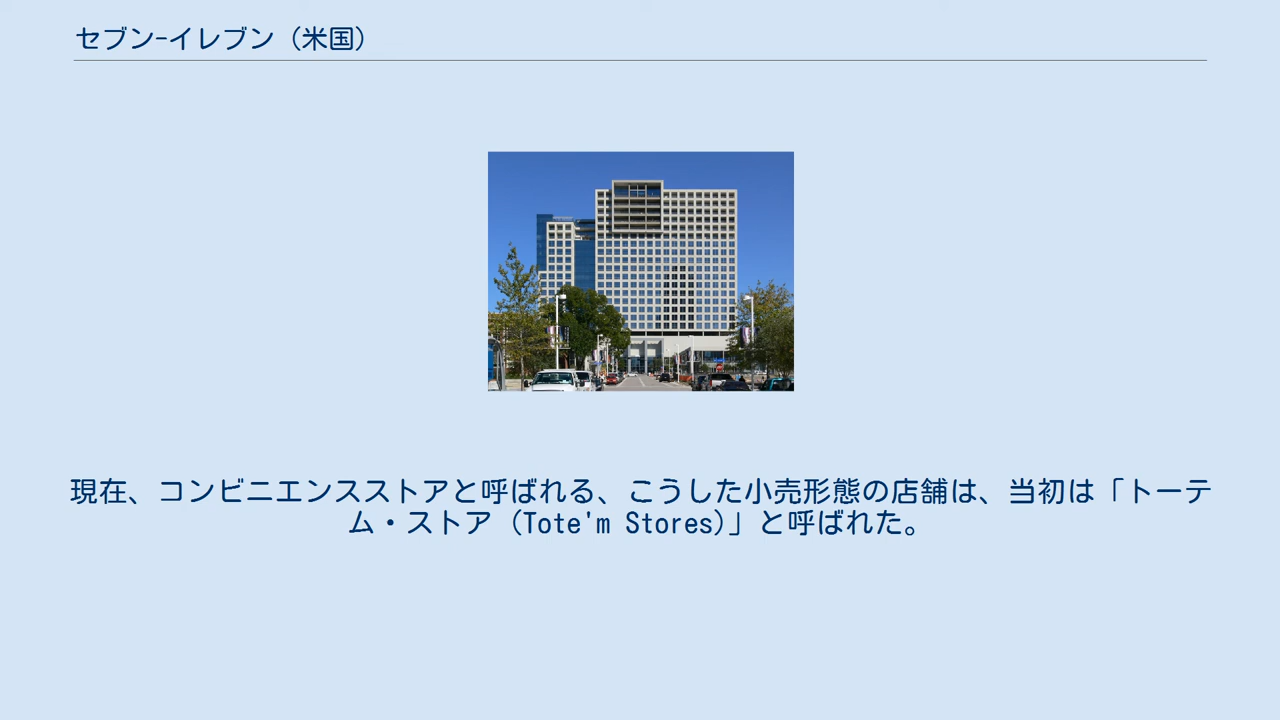 セブン-イレブン（米国）
現在、コンビニエンスストアと呼ばれる、こうした小売形態の店舗は、当初は「トーテ
ム・ストア（Tote'm Stores）」と呼ばれた。